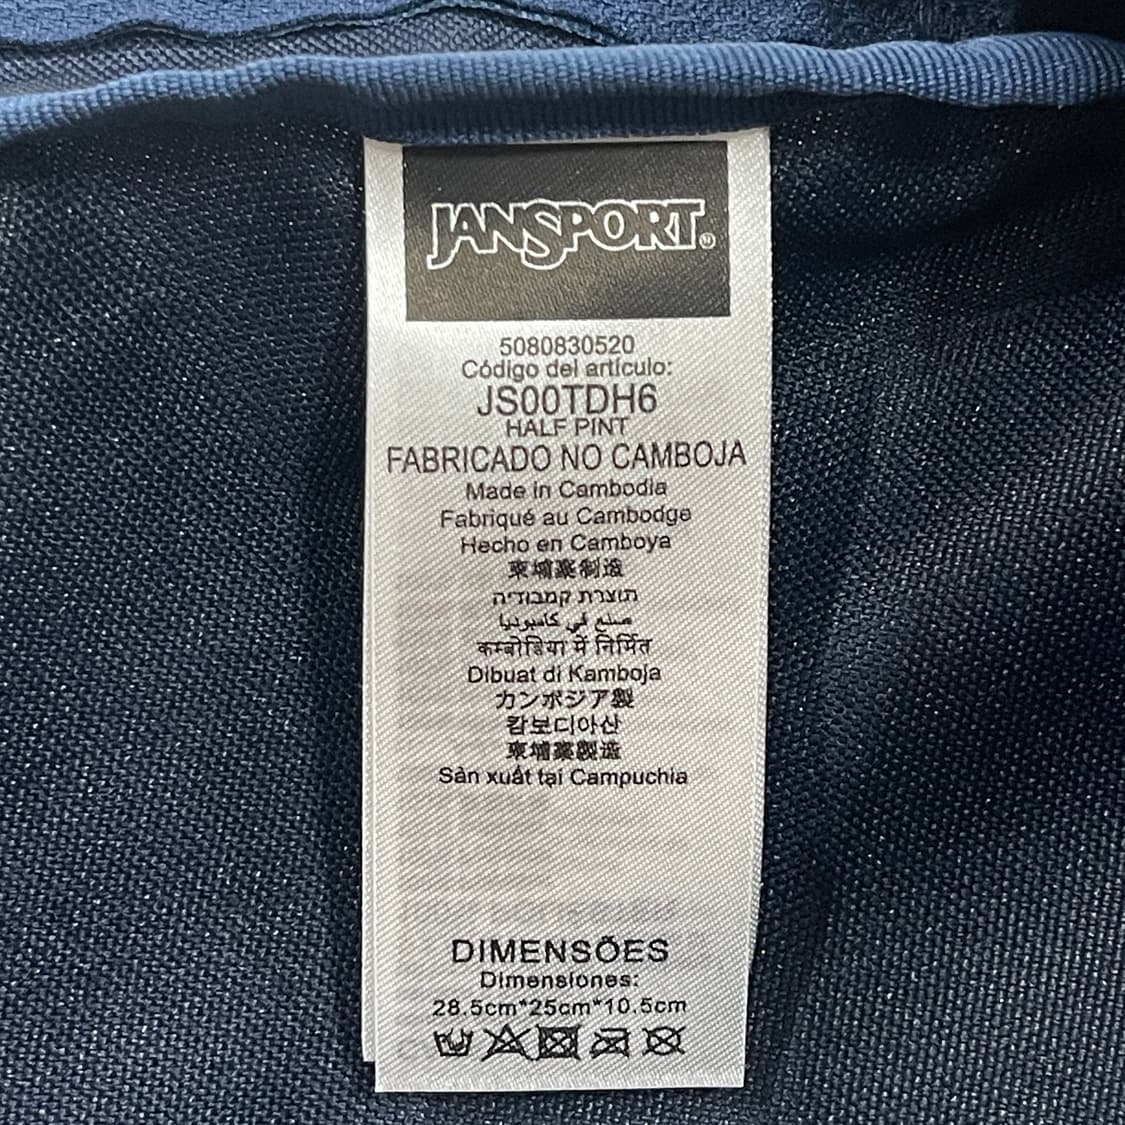 JANSPORT®
5080830520
Código del artículo:
JS00TDH6
HALF PINT
FABRICADO NO CAMBOJA
Made in Cambodia
Fabriqué au Cambodge
Hecho en Camboya
柬埔寨制造
תוצרת קמבודיה
صنع في كامبوديا
कम्बोडिया में निर्मित
Dibuat di Kamboja
カンボジア製
캄보디아산
柬埔寨製造
Sản xuất tại Campuchia
DIMENSÕES
Dimensiones:
28.5cm*25cm*10.5cm